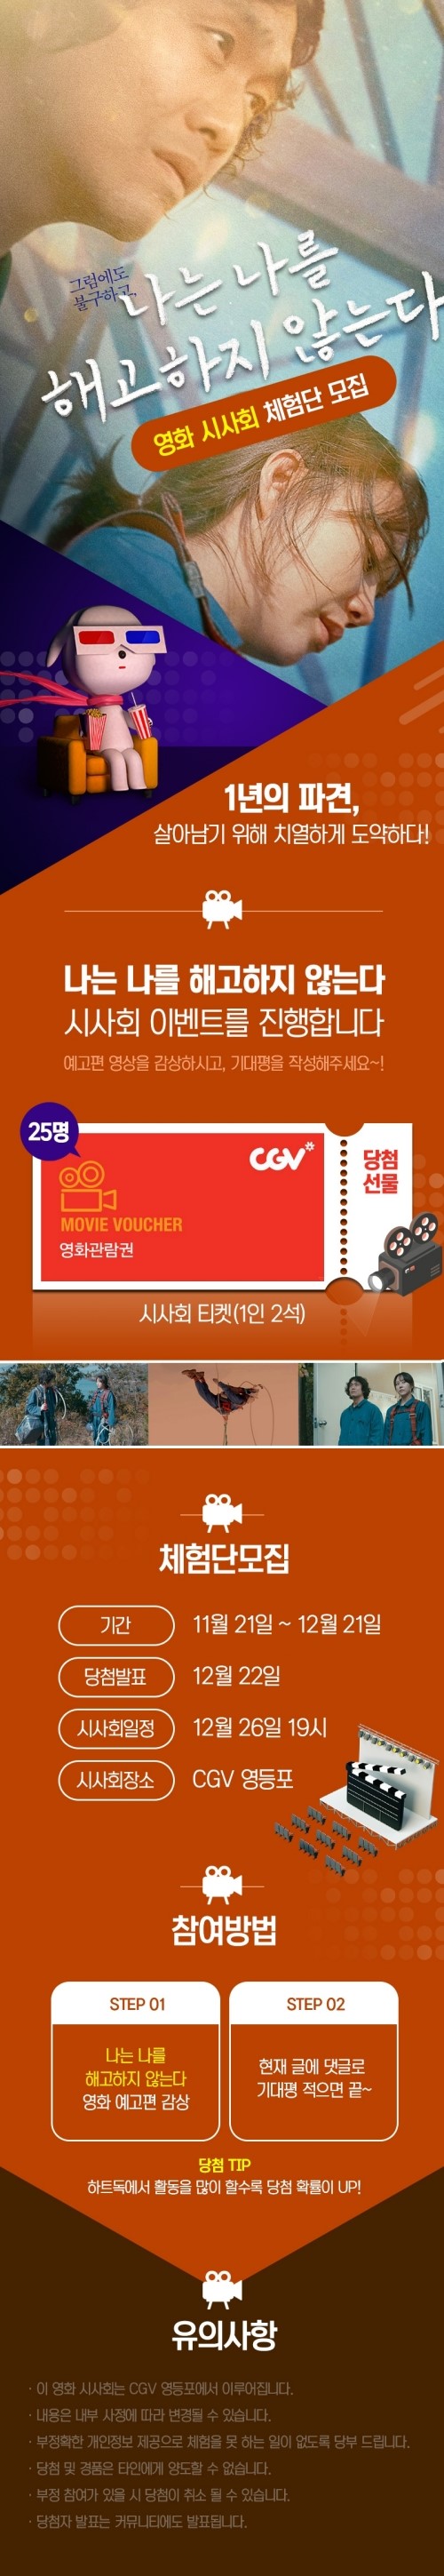 그럼에도
불구하고,
나는 나를
해고하지 않는다
영화 시사회 체험단 모집
1년의 파견,
살아남기 위해 치열하게 도약하다!
나는 나를 해고하지 않는다
시사회 이벤트를 진행합니다
예고편 영상을 감상하시고, 기대평을 작성해주세요~!
25명
CGV
당첨
선물
MOVIE VOUCHER
영화관람권
시사회 티켓(1인 2석)
체험단모집
기간 11월 21일 ~ 12월 21일
당첨발표 12월 22일
시사회일정 12월 26일 19시
시사회장소 CGV 영등포
참여방법
STEP 01
나는 나를
해고하지 않는다
영화 예고편 감상
STEP 02
현재 글에 댓글로
기대평 적으면 끝~
당첨 TIP
하트독에서 활동을 많이 할수록 당첨 확률이 UP!
유의사항
· 이 영화 시사회는 CGV 영등포에서 이루어집니다.
· 내용은 내부 사정에 따라 변경될 수 있습니다.
· 부정확한 개인정보 제공으로 체험을 못 하는 일이 없도록 당부 드립니다.
· 당첨 및 경품은 타인에게 양도할 수 없습니다.
· 부정 참여가 있을 시 당첨이 취소 될 수 있습니다.
· 당첨자 발표는 커뮤니티에도 발표됩니다.